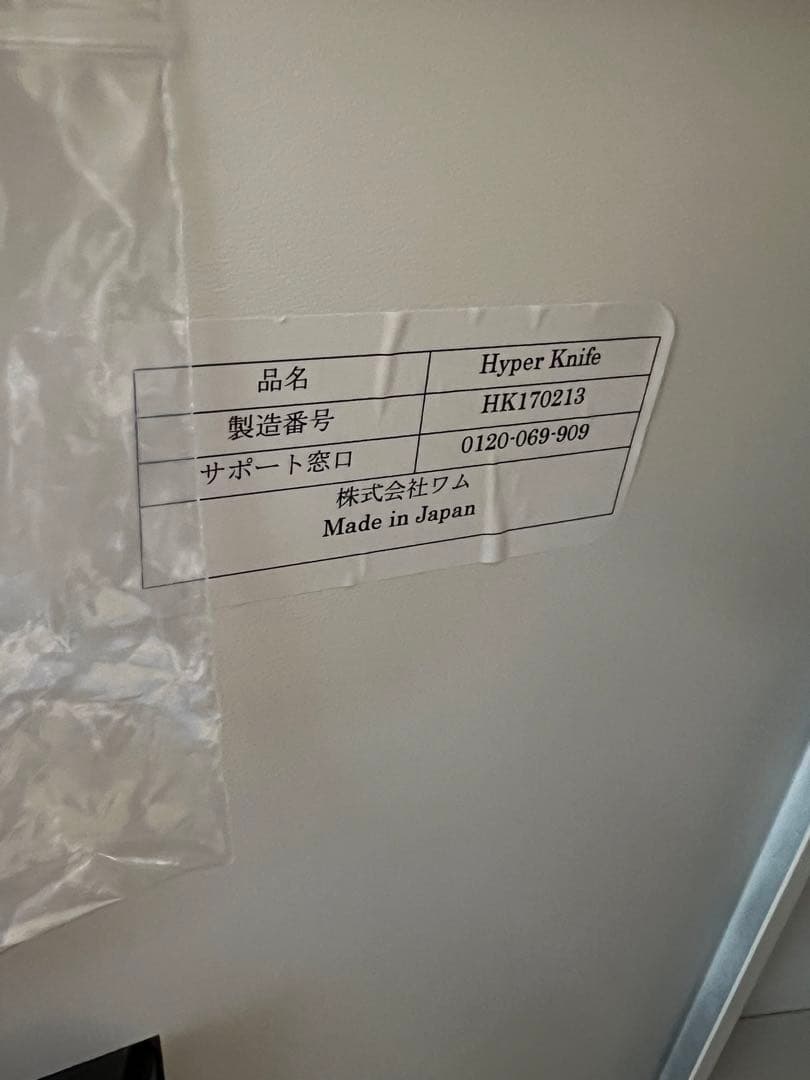 品名 Hyper Knife
製造番号 HK170213
サポート窓口 0120-069-909
株式会社ワム
Made in Japan